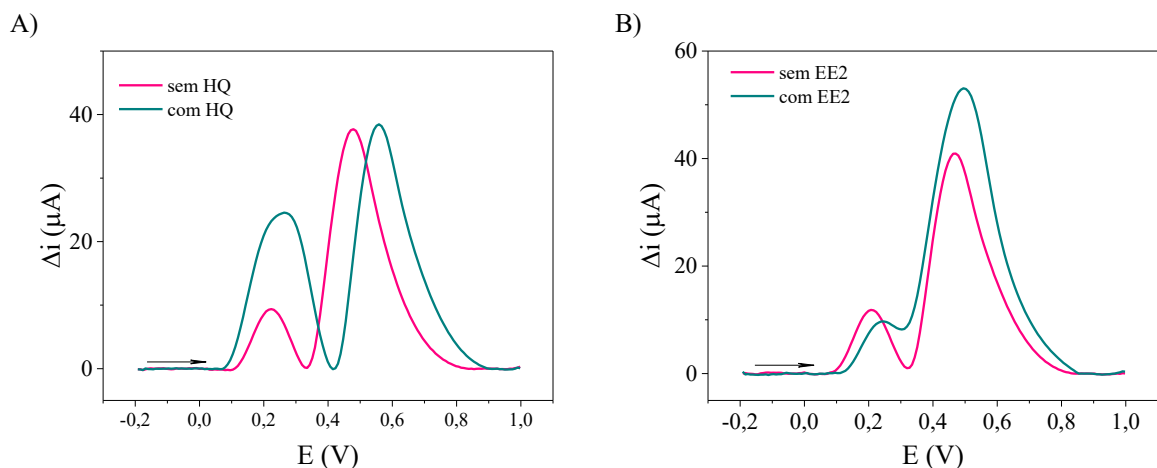 A)
sem HQ
com HQ
40
20
0
Δi (µA)
-0,2 0,0 0,2 0,4 0,6 0,8 1,0
E (V)
B)
sem EE2
com EE2
60
40
20
0
Δi (µA)
-0,2 0,0 0,2 0,4 0,6 0,8 1,0
E (V)